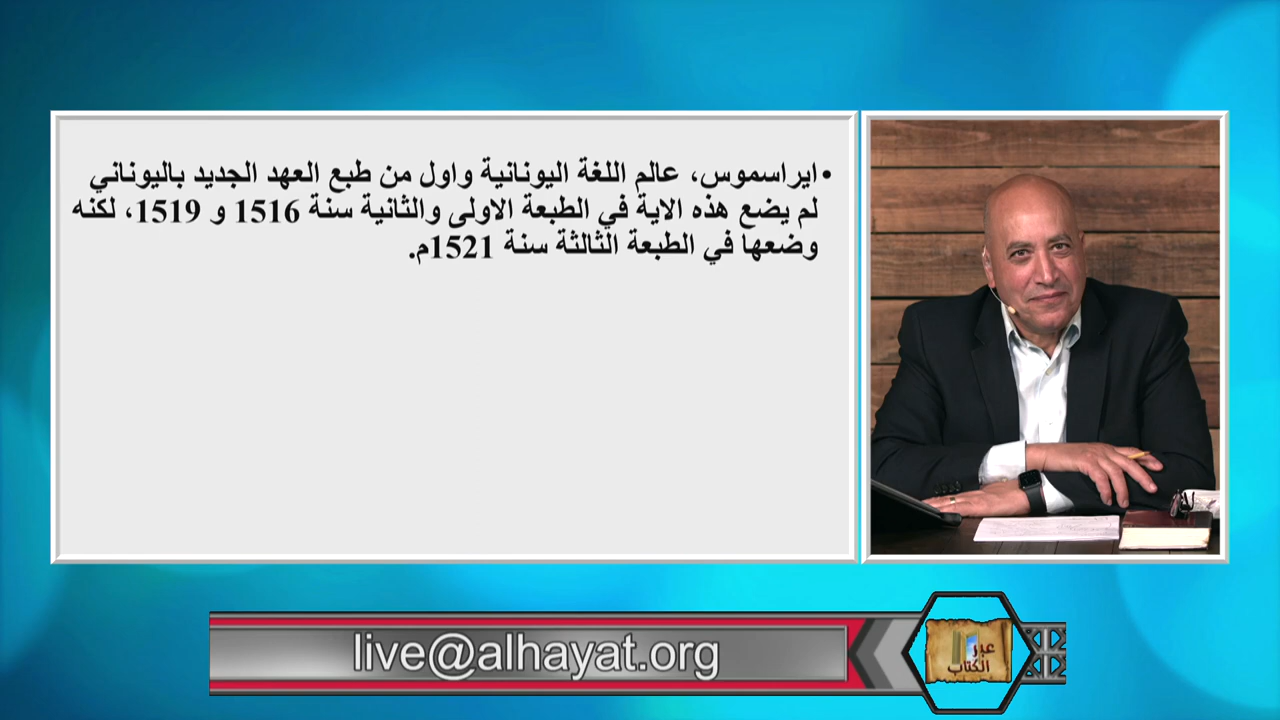 • ايراسموس، عالم اللغة اليونانية واول من طبع العهد الجديد باليوناني
لم يضع هذه الاية في الطبعة الاولى والثانية سنة 1516 و 1519، لكنه
وضعها في الطبعة الثالثة سنة 1521م.
live@alhayat.org
عبر
الكتاب